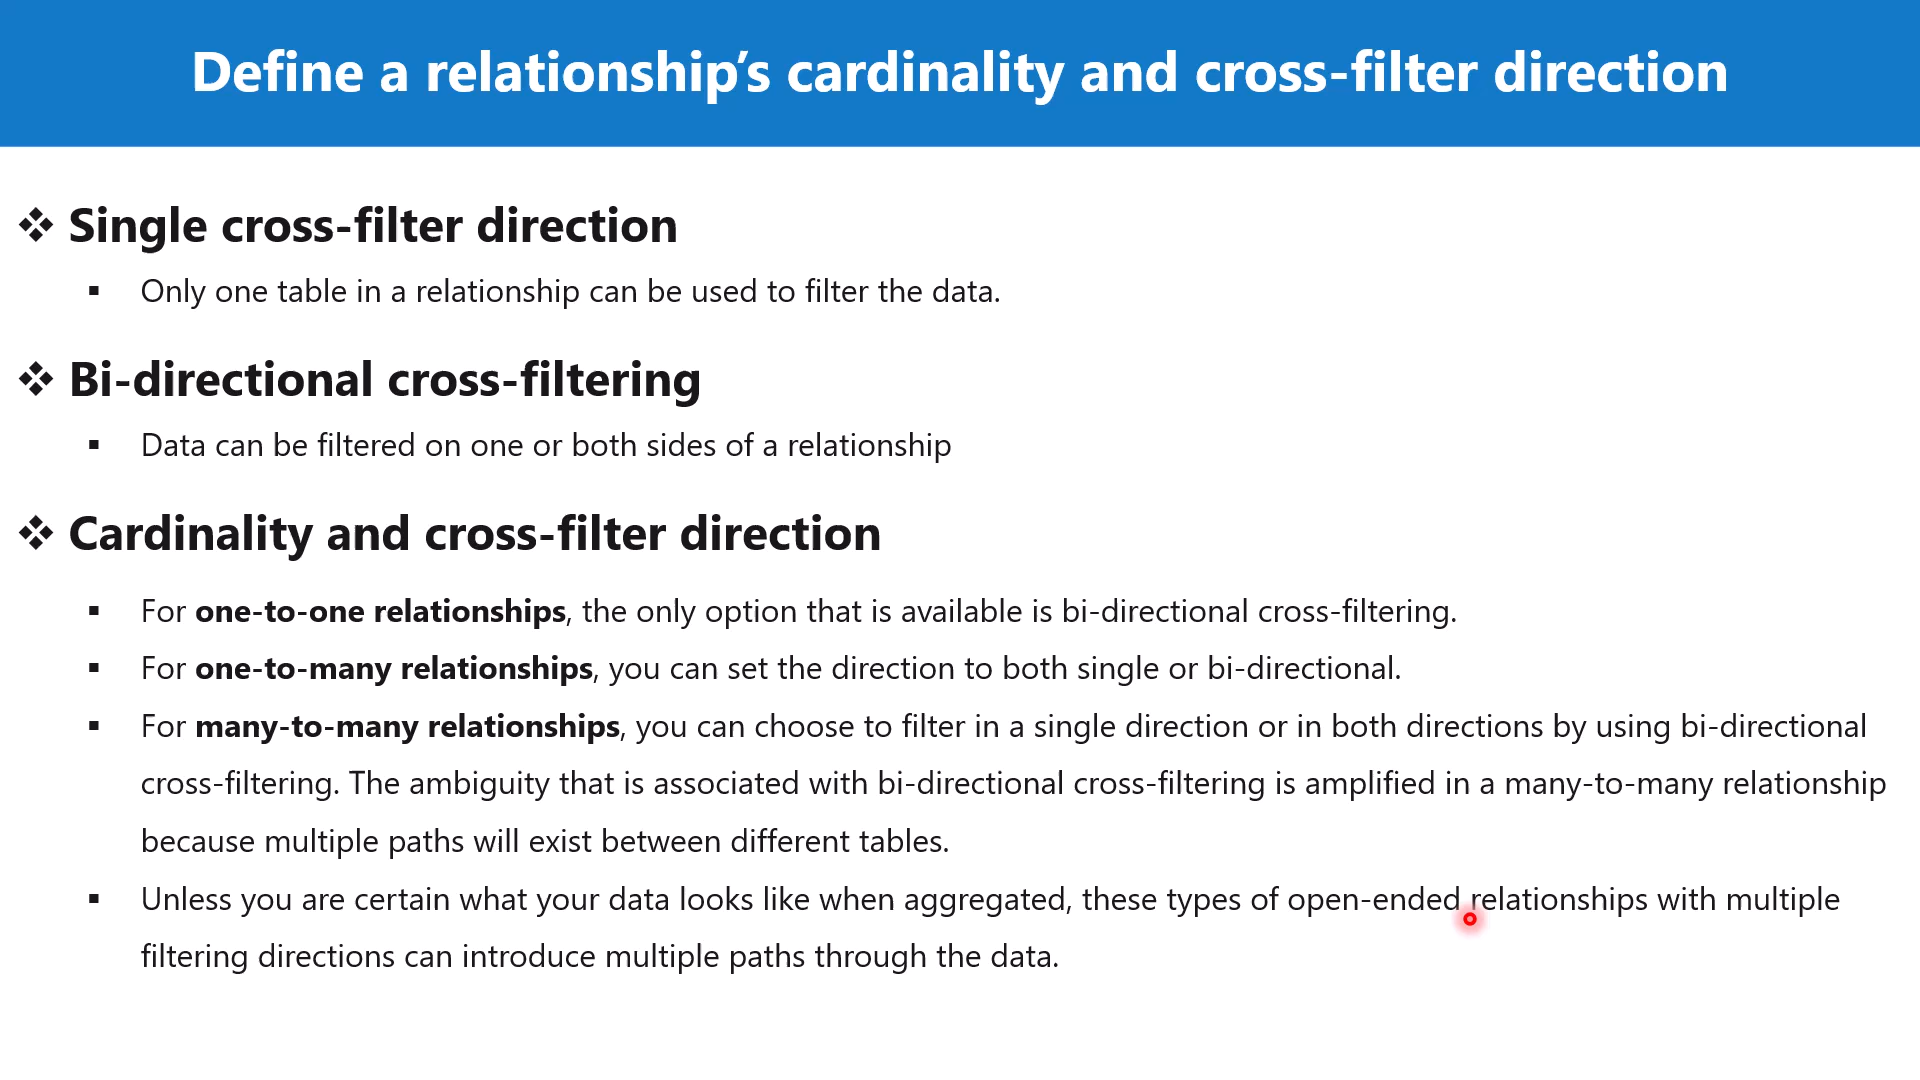 Define a relationship’s cardinality and cross-filter direction
❖ Single cross-filter direction
▪ Only one table in a relationship can be used to filter the data.
❖ Bi-directional cross-filtering
▪ Data can be filtered on one or both sides of a relationship
❖ Cardinality and cross-filter direction
▪ For one-to-one relationships, the only option that is available is bi-directional cross-filtering.
▪ For one-to-many relationships, you can set the direction to both single or bi-directional.
▪ For many-to-many relationships, you can choose to filter in a single direction or in both directions by using bi-directional
cross-filtering. The ambiguity that is associated with bi-directional cross-filtering is amplified in a many-to-many relationship
because multiple paths will exist between different tables.
▪ Unless you are certain what your data looks like when aggregated, these types of open-ended relationships with multiple
filtering directions can introduce multiple paths through the data.